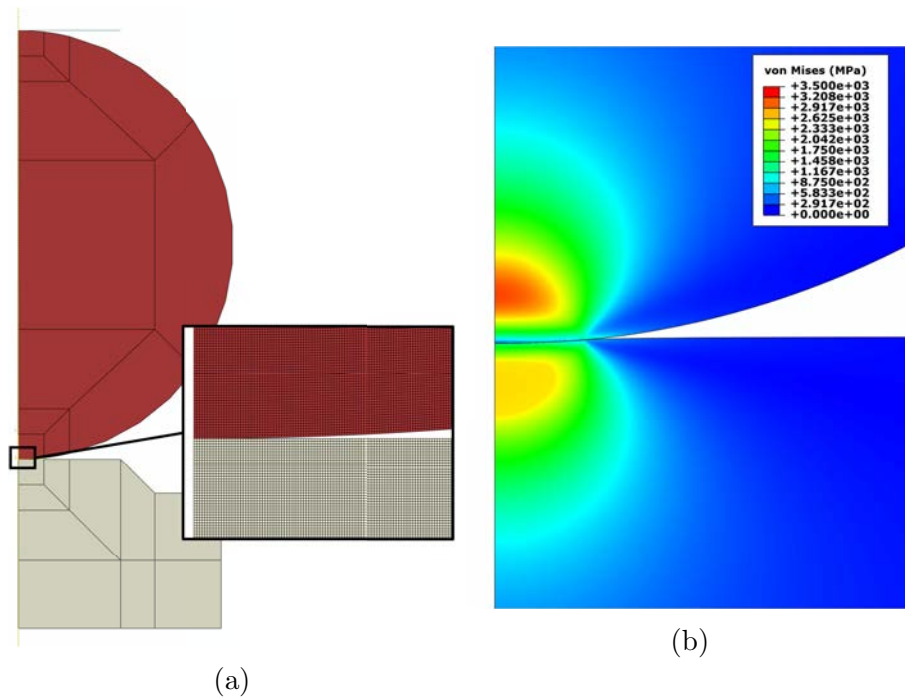 von Mises (MPa)
+3.500e+03
+3.208e+03
+2.917e+03
+2.625e+03
+2.333e+03
+2.042e+03
+1.750e+03
+1.458e+03
+1.167e+03
+8.750e+02
+5.833e+02
+2.917e+02
+0.000e+00
(b)
(a)